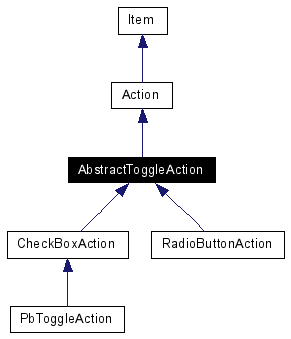 Item
Action
AbstractToggleAction
CheckBoxAction
RadioButtonAction
PbToggleAction